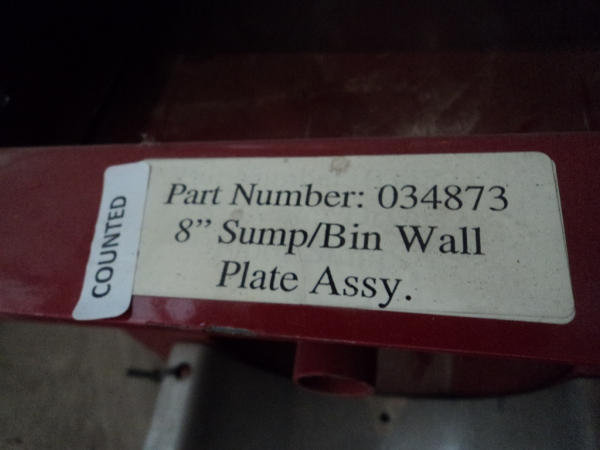 COUNTED
Part Number: 034873
8” Sump/Bin Wall
Plate Assy.